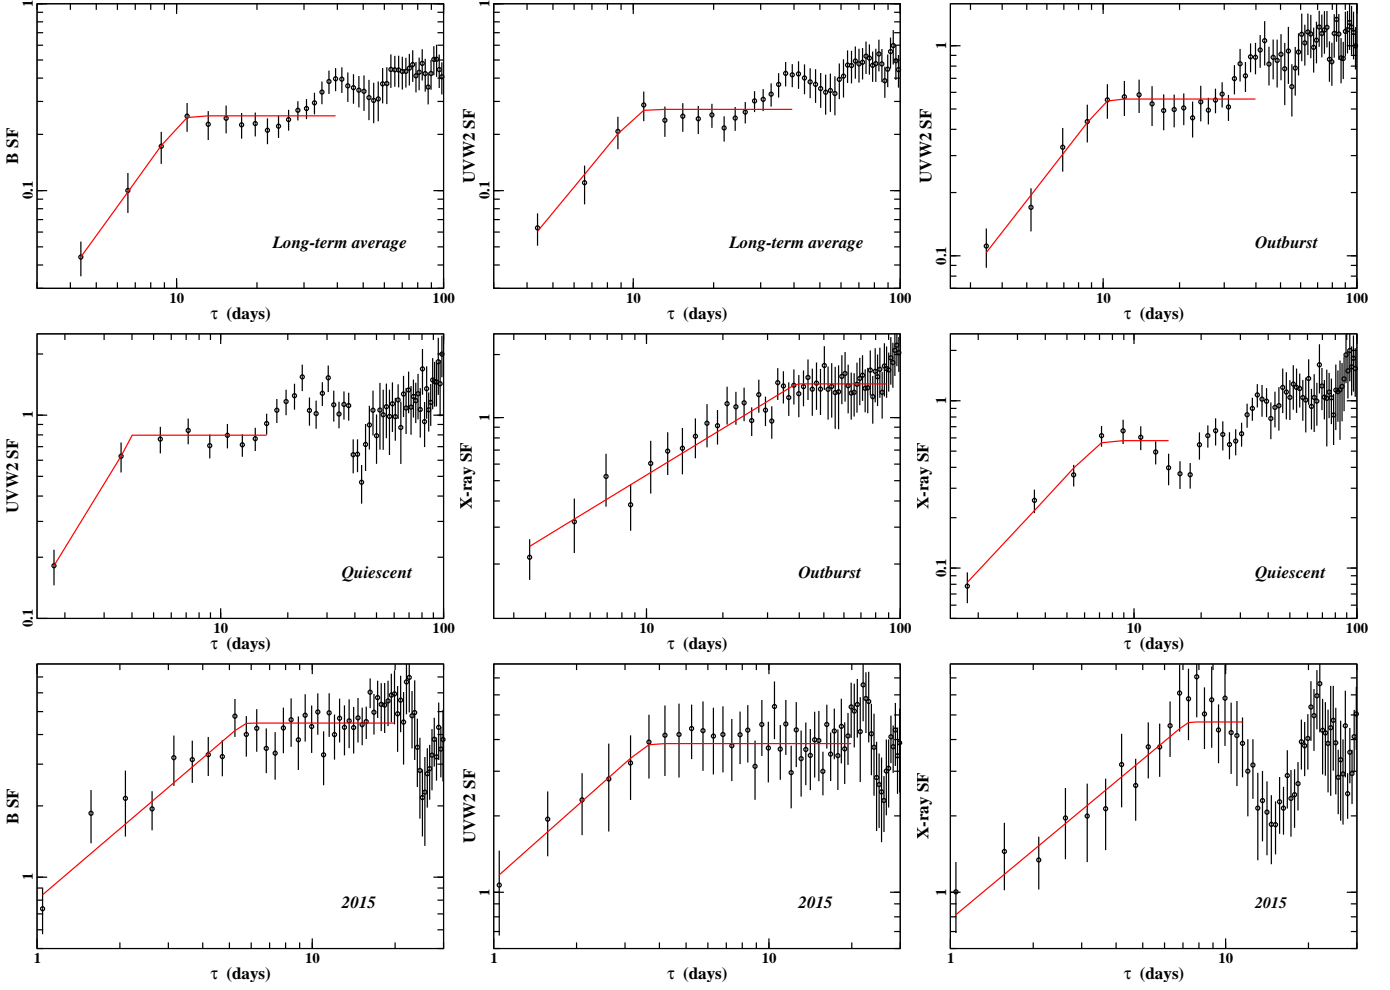 1
B SF
0.1
Long-term average
10
100
τ (days)
1
UVW2 SF
0.1
Long-term average
10
100
τ (days)
1
UVW2 SF
0.1
Outburst
10
100
τ (days)
1
UVW2 SF
0.1
Quiescent
10
100
τ (days)
1
X-ray SF
Outburst
10
100
τ (days)
1
X-ray SF
0.1
Quiescent
10
100
τ (days)
B SF
1
2015
1
10
τ (days)
UVW2 SF
1
2015
1
10
τ (days)
X-ray SF
1
2015
1
10
τ (days)